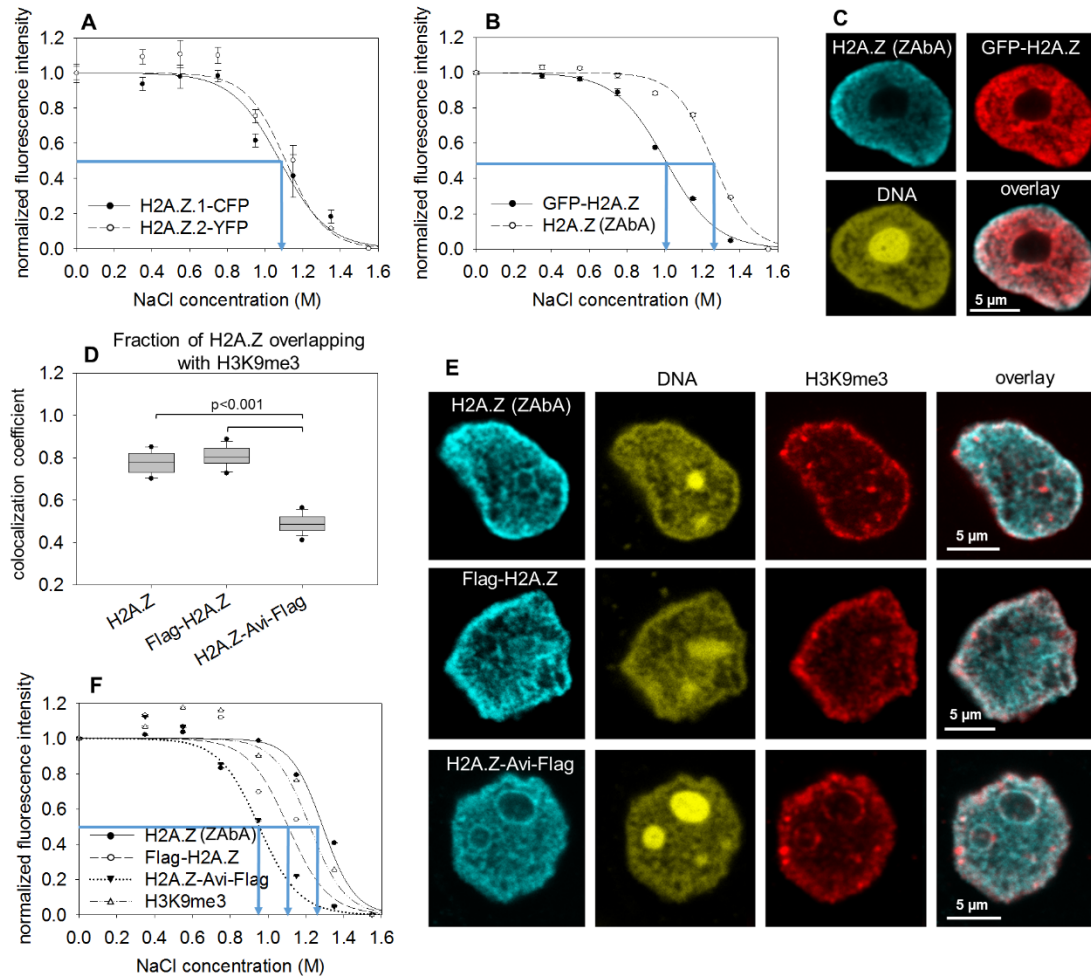 A
normalized fluorescence intensity
1.2
1.0
0.8
0.6
0.4
0.2
0.0
H2A.Z.1-CFP
H2A.Z.2-YFP
0.0 0.2 0.4 0.6 0.8 1.0 1.2 1.4 1.6
NaCl concentration (M)
B
normalized fluorescence intensity
1.2
1.0
0.8
0.6
0.4
0.2
0.0
GFP-H2A.Z
H2A.Z (ZAbA)
0.0 0.2 0.4 0.6 0.8 1.0 1.2 1.4 1.6
NaCl concentration (M)
C
H2A.Z (ZAbA)
GFP-H2A.Z
DNA
overlay
5 µm
D
Fraction of H2A.Z overlapping
with H3K9me3
colocalization coefficient
1.2
1.0
0.8
0.6
0.4
0.2
p<0.001
H2A.Z
Flag-H2A.Z
H2A.Z-Avi-Flag
E
DNA
H3K9me3
overlay
H2A.Z (ZAbA)
5 µm
Flag-H2A.Z
5 µm
H2A.Z-Avi-Flag
5 µm
F
normalized fluorescence intensity
1.2
1.0
0.8
0.6
0.4
0.2
0.0
H2A.Z (ZAbA)
Flag-H2A.Z
H2A.Z-Avi-Flag
H3K9me3
0.0 0.2 0.4 0.6 0.8 1.0 1.2 1.4 1.6
NaCl concentration (M)